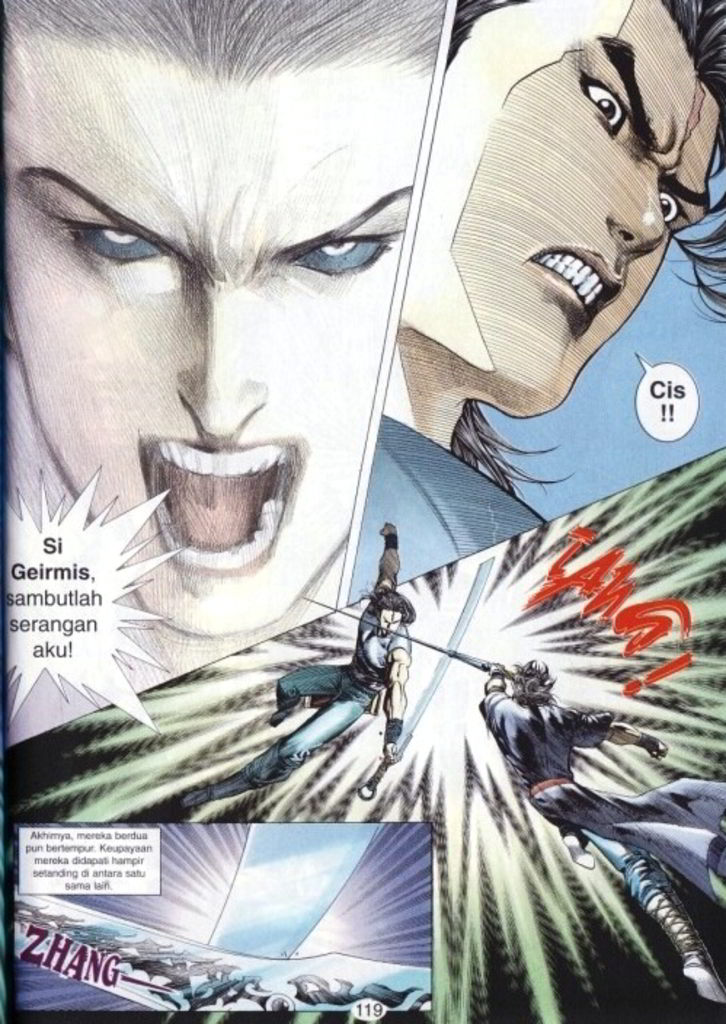 Cis
!!
Si
Geirmis,
sambutlah
serangan
aku!
IANG!
Akhirnya, mereka berdua
pun bertempur. Keupayaan
mereka didapati hampir
setanding di antara satu
sama lain.
ZHANG
119